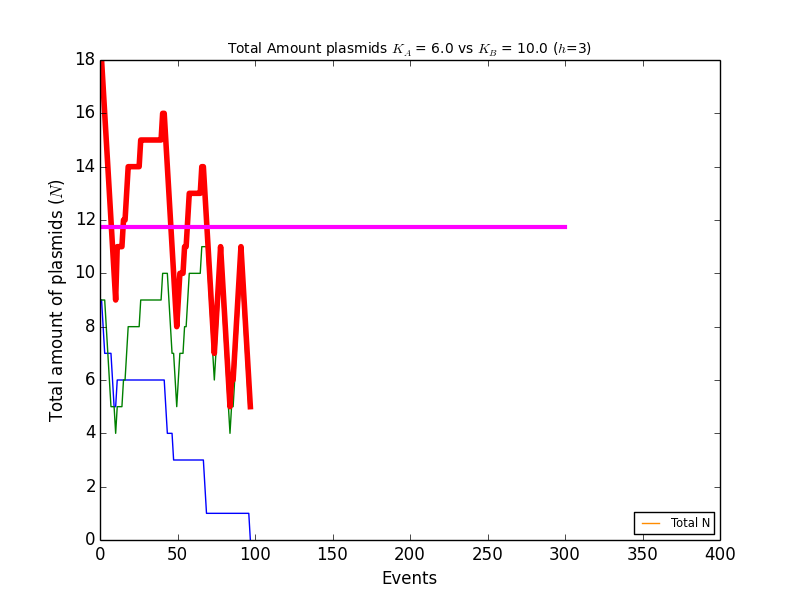 Total Amount plasmids K_A = 6.0 vs K_B = 10.0 (h=3)
18
16
14
12
10
8
6
4
2
0
Total amount of plasmids (N)
Total N
0 50 100 150 200 250 300 350 400
Events